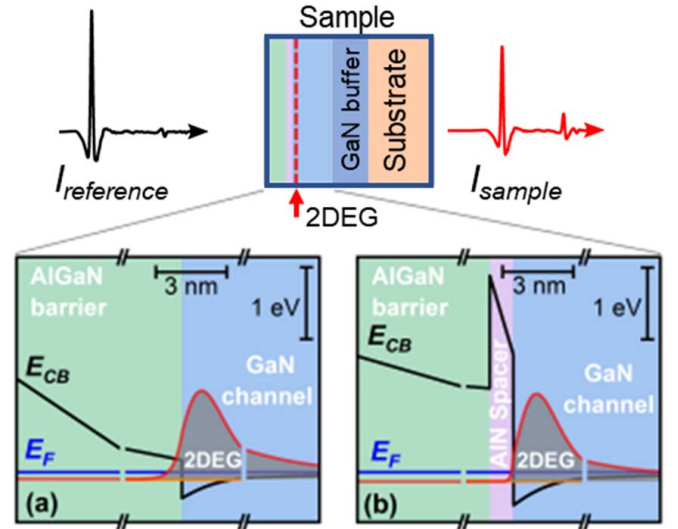 Sample
GaN buffer
Substrate
I_reference
I_sample
2DEG
AlGaN
barrier
3 nm
1 eV
E_CB
GaN
channel
E_F
2DEG
(a)
AlGaN
barrier
3 nm
1 eV
E_CB
AlN Spacer
GaN
channel
E_F
2DEG
(b)